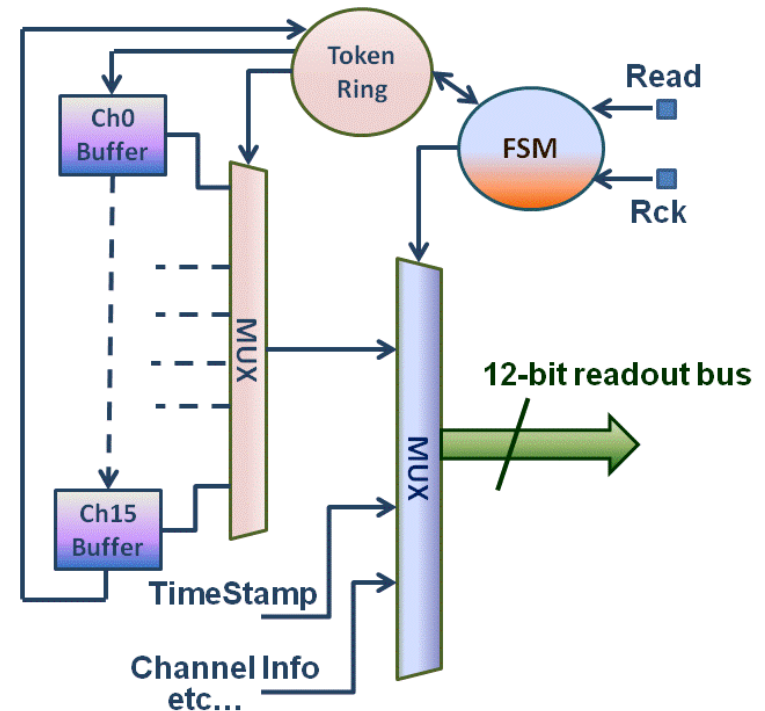 Token
Ring
Read
Ch0
Buffer
FSM
Rck
MUX
12-bit readout bus
MUX
Ch15
Buffer
TimeStamp
Channel Info
etc...